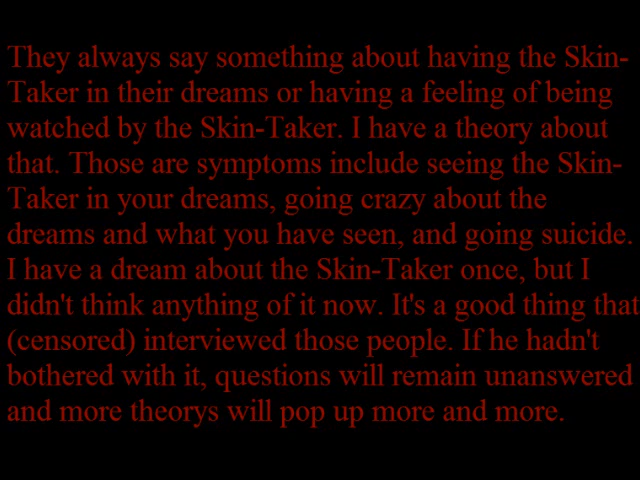 They always say something about having the Skin-
Taker in their dreams or having a feeling of being
watched by the Skin-Taker. I have a theory about
that. Those are symptoms include seeing the Skin-
Taker in your dreams, going crazy about the
dreams and what you have seen, and going suicide.
I have a dream about the Skin-Taker once, but I
didn't think anything of it now. It's a good thing that
(censored) interviewed those people. If he hadn't
bothered with it, questions will remain unanswered
and more theorys will pop up more and more.